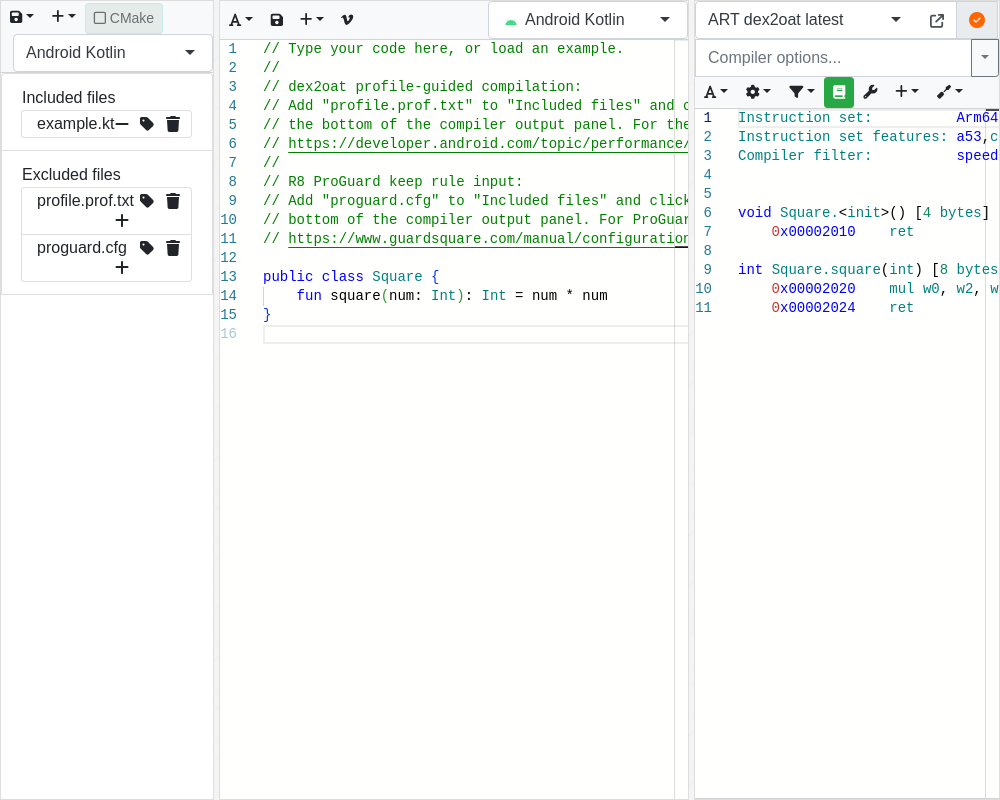 CMake
Android Kotlin
Included files
example.kt
Excluded files
profile.prof.txt
proguard.cfg
Android Kotlin
1 // Type your code here, or load an example.
2 //
3 // dex2oat profile-guided compilation:
4 // Add "profile.prof.txt" to "Included files" and c
5 // the bottom of the compiler output panel. For the
6 // https://developer.android.com/topic/performance/
7 //
8 // R8 ProGuard keep rule input:
9 // Add "proguard.cfg" to "Included files" and click
10 // bottom of the compiler output panel. For ProGuar
11 // https://www.guardsquare.com/manual/configuration
12
13 public class Square {
14     fun square(num: Int): Int = num * num
15 }
16
ART dex2oat latest
Compiler options...
1 Instruction set:          Arm64
2 Instruction set features: a53,c
3 Compiler filter:          speed
4
5
6 void Square.<init>() [4 bytes]
7     0x00002010    ret
8
9 int Square.square(int) [8 bytes
10     0x00002020    mul w0, w2, w
11     0x00002024    ret